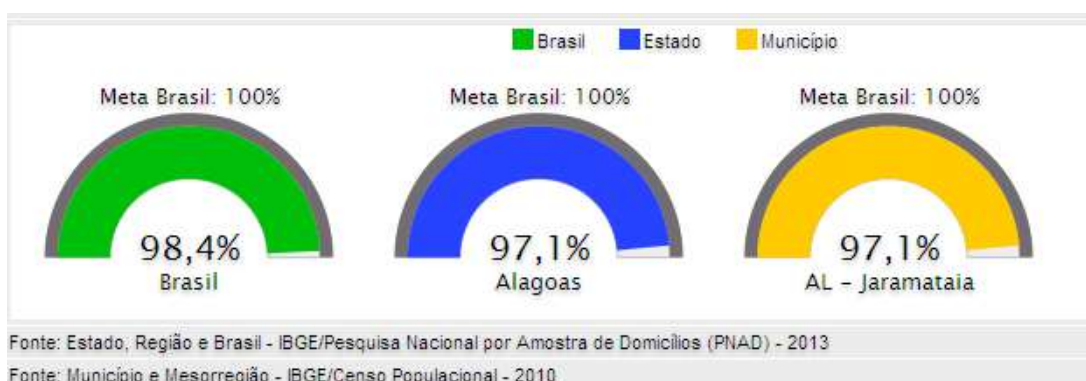 Brasil Estado Município
Meta Brasil: 100% Meta Brasil: 100% Meta Brasil: 100%
98,4% 97,1% 97,1%
Brasil Alagoas AL - Jaramataia
Fonte: Estado, Região e Brasil - IBGE/Pesquisa Nacional por Amostra de Domicílios (PNAD) - 2013
Fonte: Município e Mesorregião - IBGE/Censo Populacional - 2010